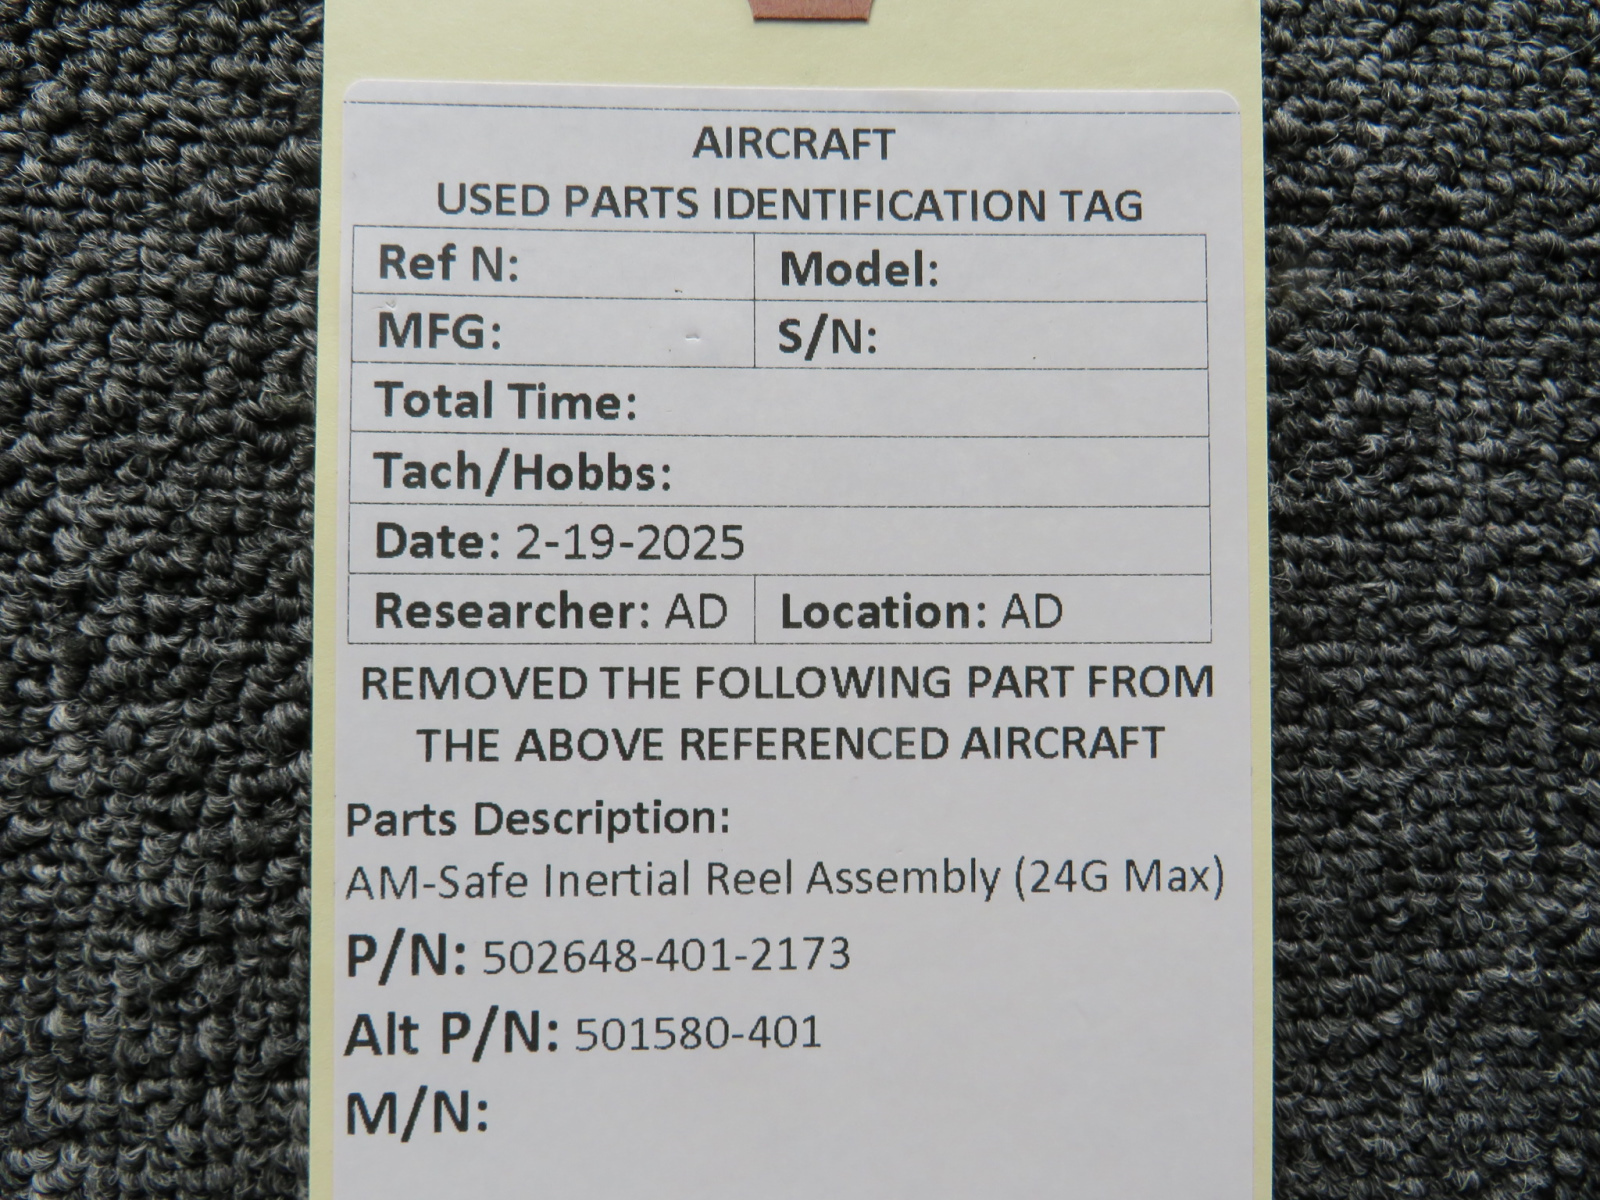 AIRCRAFT
USED PARTS IDENTIFICATION TAG
Ref N: Model:
MFG: S/N:
Total Time:
Tach/Hobbs:
Date: 2-19-2025
Researcher: AD Location: AD
REMOVED THE FOLLOWING PART FROM
THE ABOVE REFERENCED AIRCRAFT
Parts Description:
AM-Safe Inertial Reel Assembly (24G Max)
P/N: 502648-401-2173
Alt P/N: 501580-401
M/N: